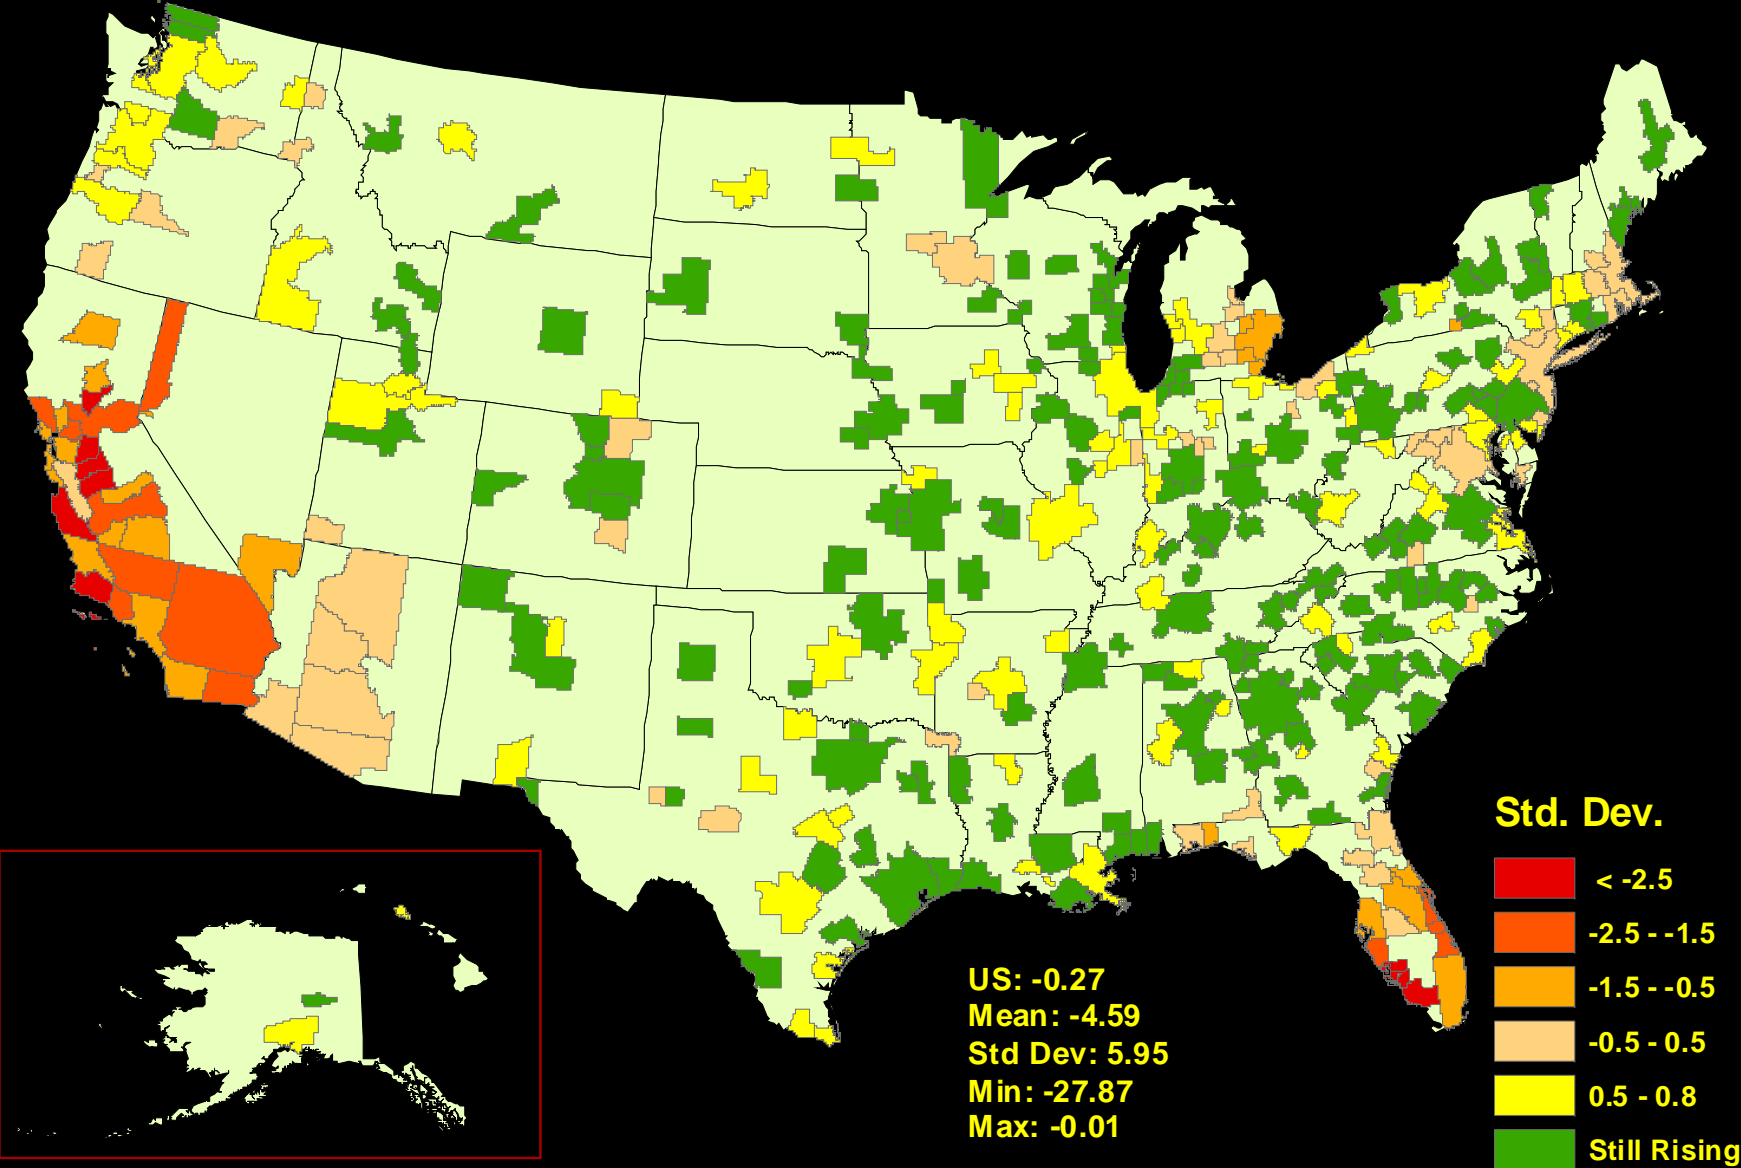 US: -0.27
Mean: -4.59
Std Dev: 5.95
Min: -27.87
Max: -0.01
Std. Dev.
< -2.5
-2.5 - -1.5
-1.5 - -0.5
-0.5 - 0.5
0.5 - 0.8
Still Rising